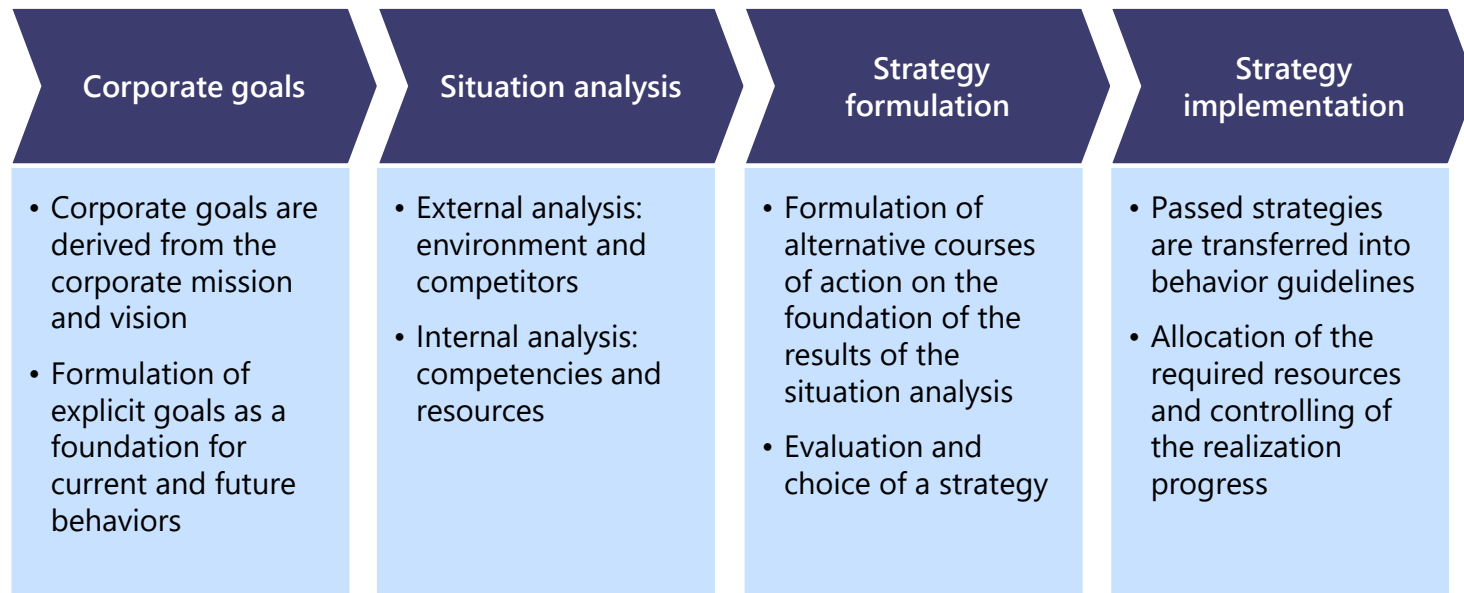 Corporate goals
• Corporate goals are
derived from the
corporate mission
and vision
• Formulation of
explicit goals as a
foundation for
current and future
behaviors
Situation analysis
• External analysis:
environment and
competitors
• Internal analysis:
competencies and
resources
Strategy
formulation
• Formulation of
alternative courses
of action on the
foundation of the
results of the
situation analysis
• Evaluation and
choice of a strategy
Strategy
implementation
• Passed strategies
are transferred into
behavior guidelines
• Allocation of the
required resources
and controlling of
the realization
progress